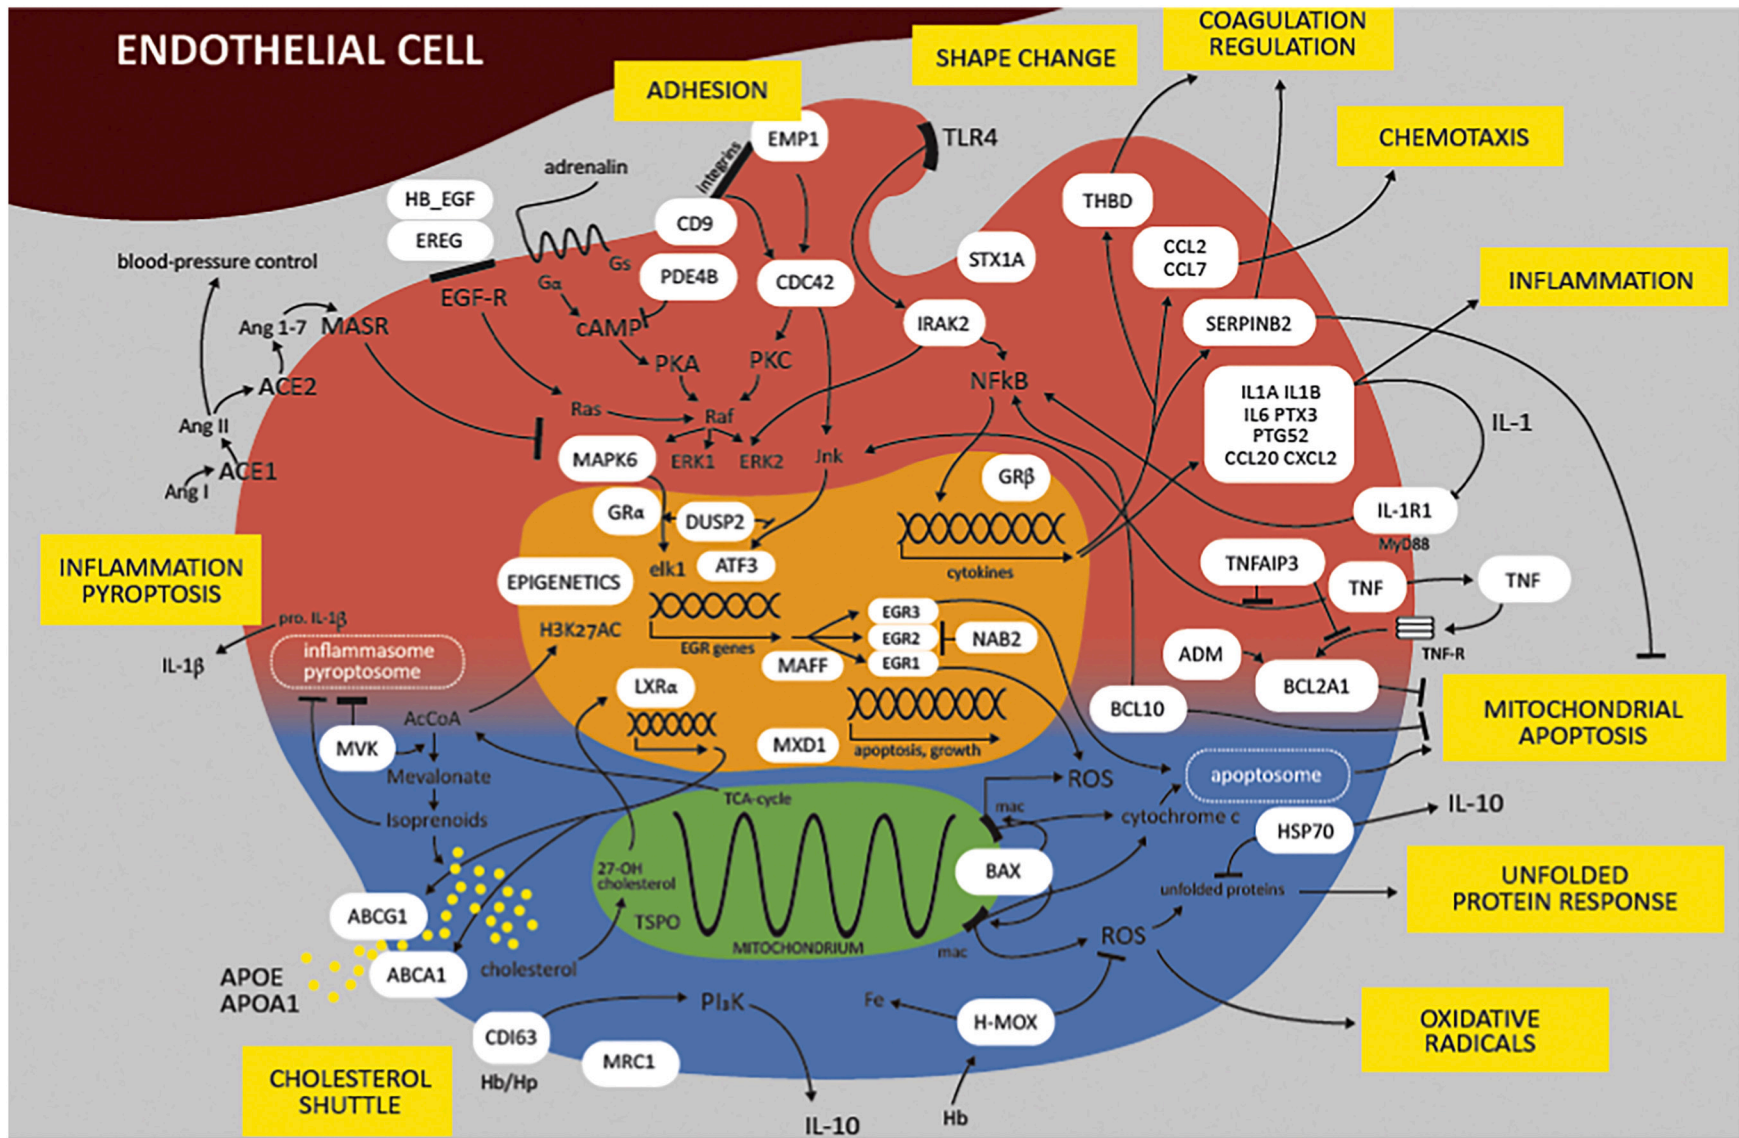 ENDOTHELIAL CELL
COAGULATION
REGULATION
SHAPE CHANGE
ADHESION
CHEMOTAXIS
EMP1
TLR4
integrins
adrenalin
HB_EGF
EREG
CD9
THBD
CCL2
CCL7
STX1A
Gs
Gα
PDE4B
CDC42
INFLAMMATION
blood-pressure control
EGF-R
cAMP
IRAK2
SERPINB2
Ang 1-7
MASR
PKA
PKC
NFkB
ACE2
IL1A IL1B
IL6 PTX3
PTG52
CCL20 CXCL2
IL-1
Ras
Raf
Ang II
MAPK6
ERK1
ERK2
Jnk
ACE1
Ang I
GRβ
GRα
DUSP2
IL-1R1
MyD88
ATF3
elk1
cytokines
EPIGENETICS
TNFAIP3
TNF
TNF
INFLAMMATION
PYROPTOSIS
pro. IL-1β
IL-1β
inflammasome
pyroptosome
H3K27AC
EGR genes
EGR3
EGR2
EGR1
NAB2
MAFF
TNF-R
ADM
BCL2A1
LXRα
BCL10
AcCoA
MVK
MXD1
apoptosis, growth
MITOCHONDRIAL
APOPTOSIS
Mevalonate
ROS
apoptosome
TCA-cycle
mac
cytochrome c
IL-10
Isoprenoids
HSP70
27-OH
cholesterol
BAX
unfolded proteins
UNFOLDED
PROTEIN RESPONSE
ABCG1
TSPO
MITOCHONDRIUM
mac
ROS
cholesterol
ABCA1
APOE
APOA1
PI3K
Fe
H-MOX
CDI63
Hb/Hp
MRC1
OXIDATIVE
RADICALS
CHOLESTEROL
SHUTTLE
IL-10
Hb